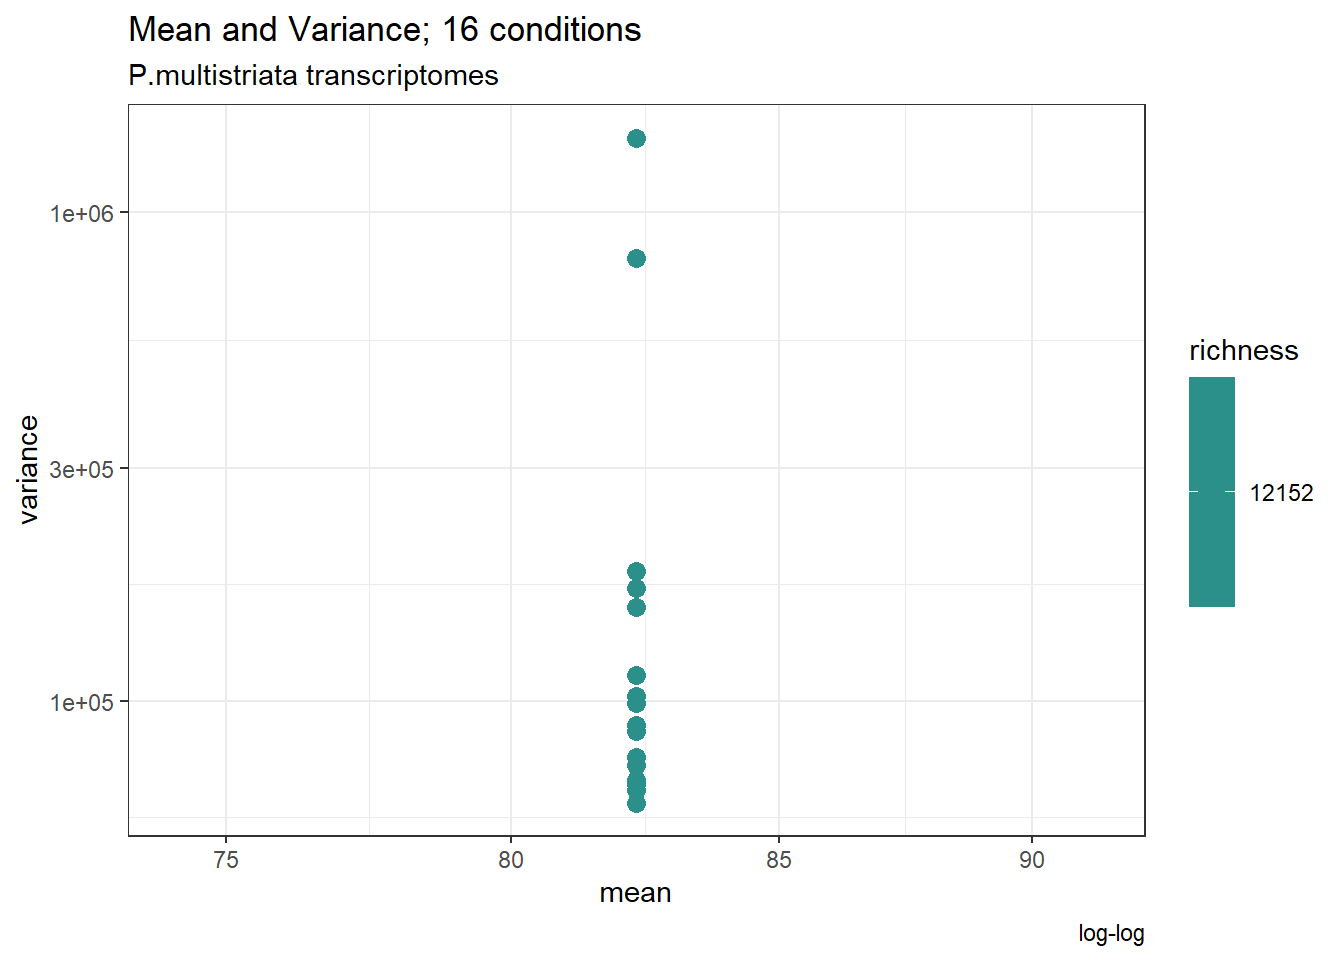 Mean and Variance; 16 conditions
P.multistriata transcriptomes
1e+06
3e+05
1e+05
variance
75 80 85 90
mean
log-log
richness
12152